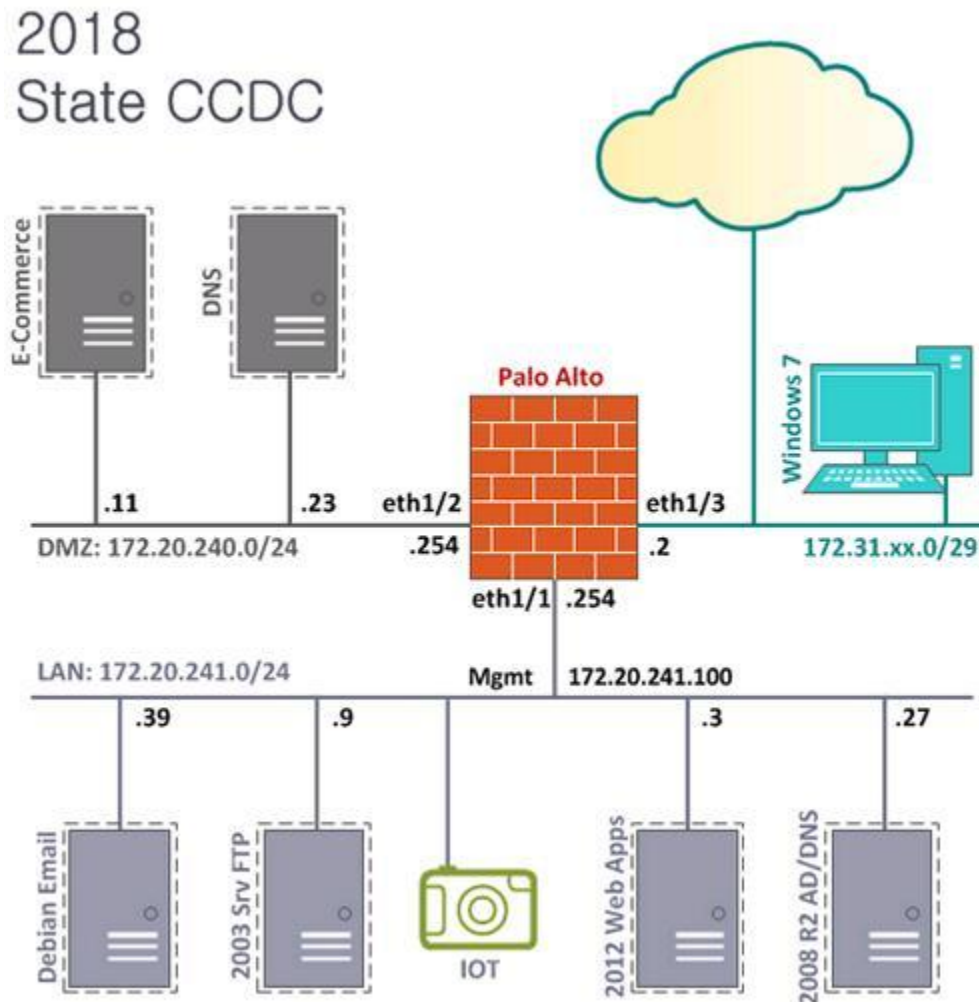 2018
State CCDC
E-Commerce
DNS
Palo Alto
Windows 7
.11
.23
eth1/2
eth1/3
DMZ: 172.20.240.0/24
.254
.2
172.31.xx.0/29
eth1/1
.254
LAN: 172.20.241.0/24
Mgmt
172.20.241.100
.39
.9
.3
.27
Debian Email
2003 Srv FTP
IOT
2012 Web Apps
2008 R2 AD/DNS